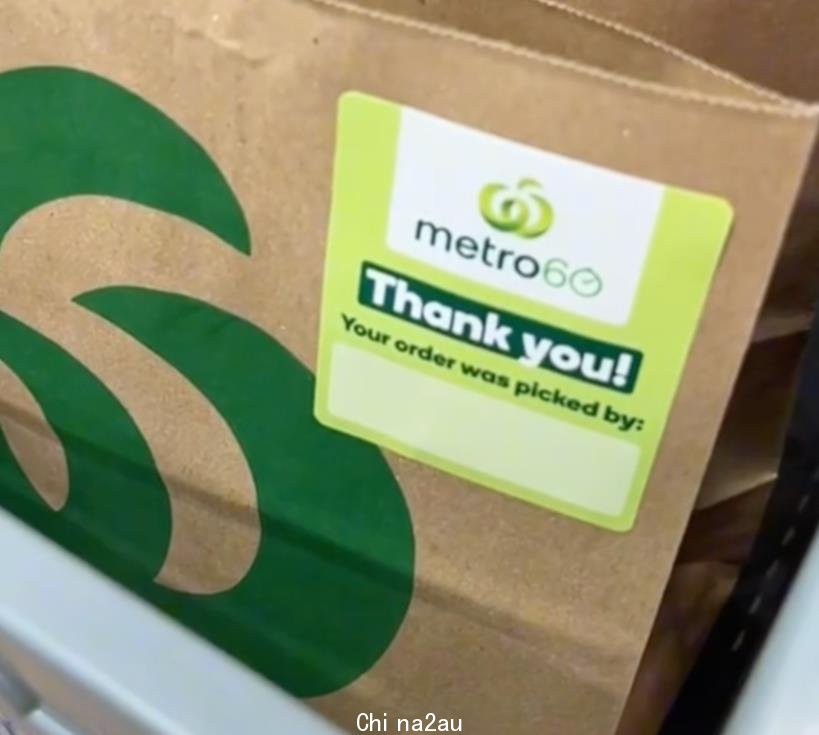 metro60
Thank you!
Your order was picked by:
Chi na2au